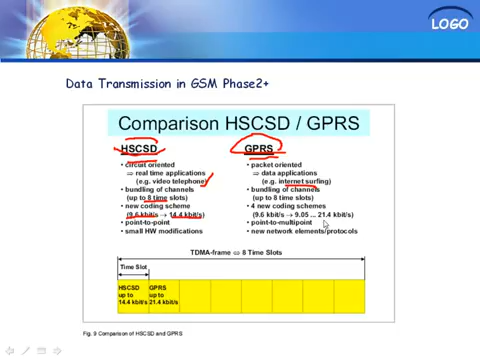 LOGO
Data Transmission in GSM Phase2+
Comparison HSCSD / GPRS
HSCSD
• circuit oriented
⇒ real time applications
(e.g. video telephone)
• bundling of channels
(up to 8 time slots)
• new coding scheme
(9.6 kbit/s → 14.4 kbit/s)
• point-to-point
• small HW modifications
GPRS
• packet oriented
⇒ data applications
(e.g. internet surfing)
• bundling of channels
(up to 8 time slots)
• 4 new coding schemes
(9.6 kbit/s → 9.05 ... 21.4 kbit/s)
• point-to-multipoint
• new network elements/protocols
TDMA-frame ⇔ 8 Time Slots
Time Slot
HSCSD
up to
14.4 kbit/s
GPRS
up to
21.4 kbit/s
Fig. 9 Comparison of HSCSD and GPRS